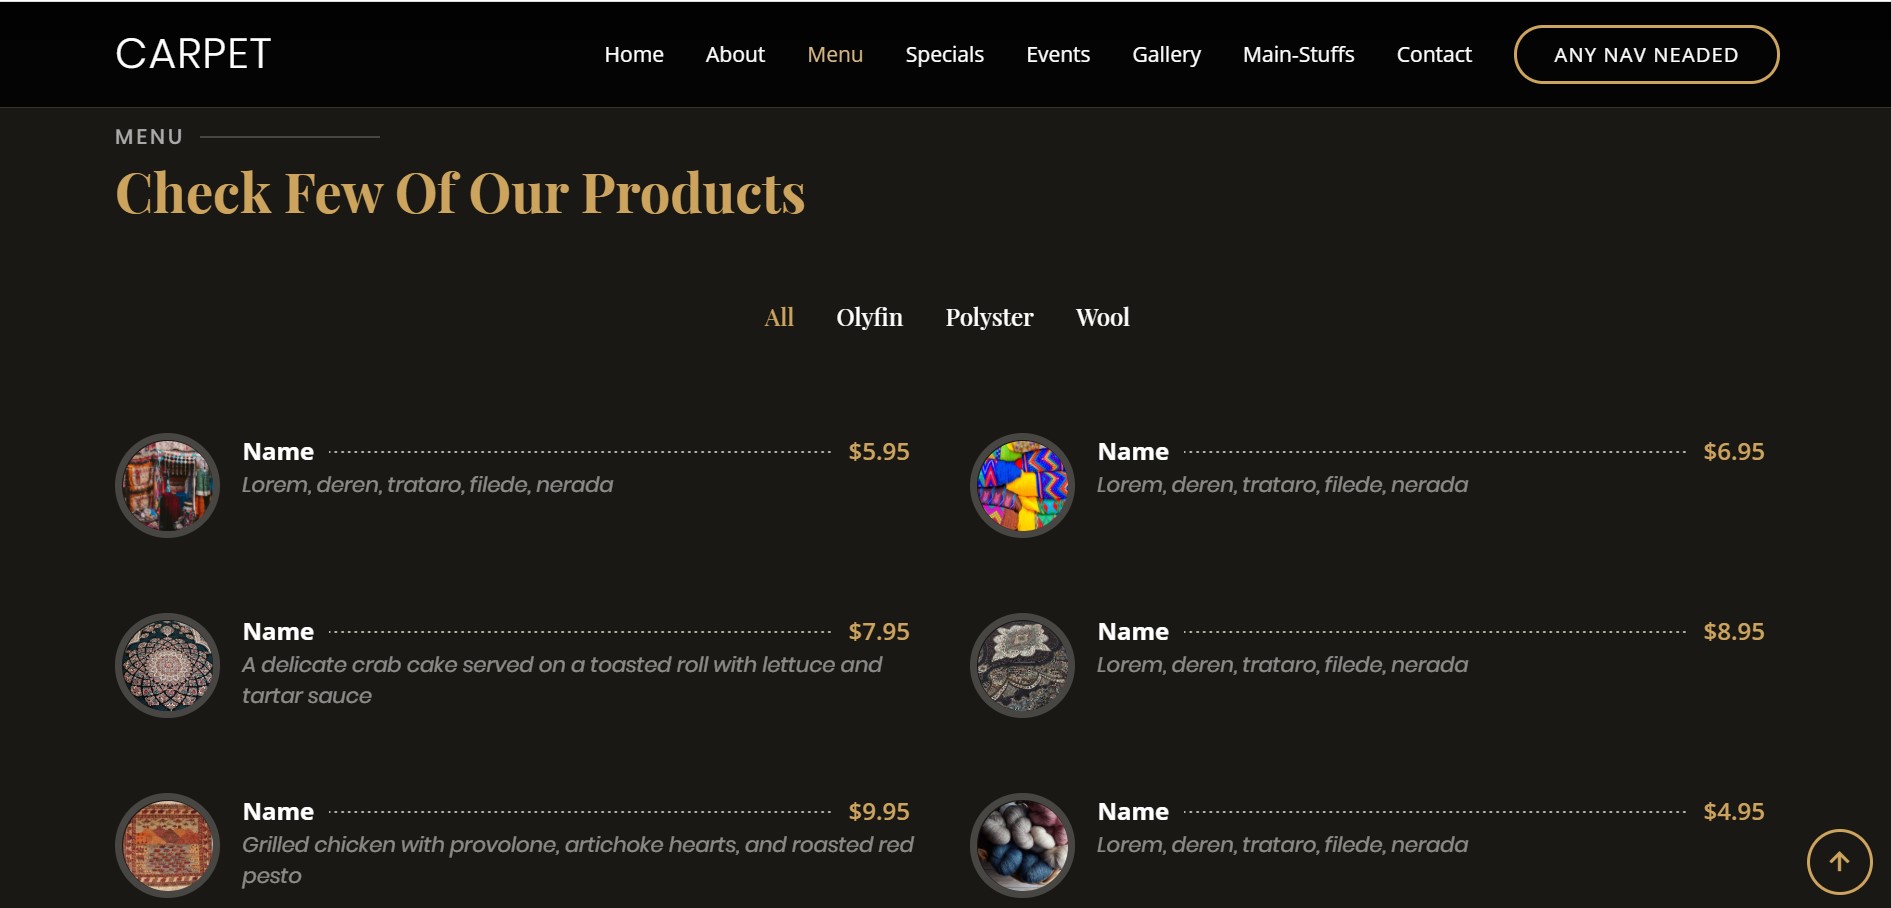 CARPET
Home About Menu Specials Events Gallery Main-Stuffs Contact ANY NAV NEADED
MENU
Check Few Of Our Products
All Olyfin Polyster Wool
Name $5.95
Lorem, deren, trataro, filede, nerada
Name $6.95
Lorem, deren, trataro, filede, nerada
Name $7.95
A delicate crab cake served on a toasted roll with lettuce and
tartar sauce
Name $8.95
Lorem, deren, trataro, filede, nerada
Name $9.95
Grilled chicken with provolone, artichoke hearts, and roasted red
pesto
Name $4.95
Lorem, deren, trataro, filede, nerada